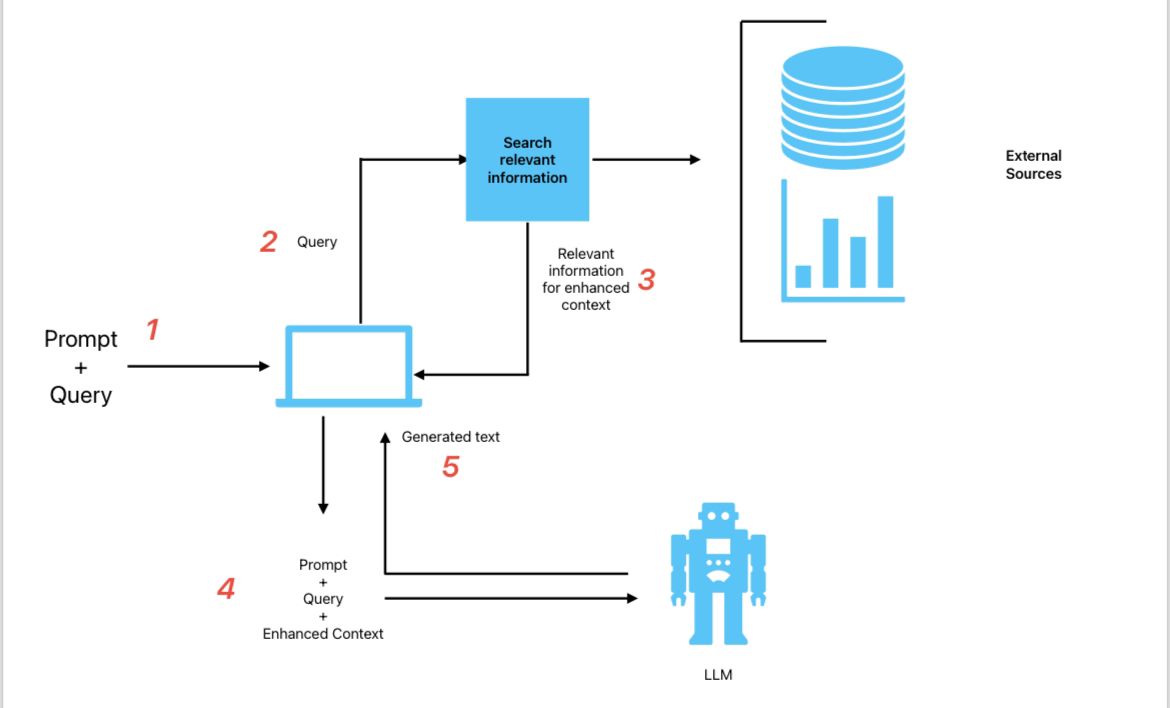 Search
relevant
information
External
Sources
2 Query
Relevant
information
for enhanced
context
3
1
Prompt
+
Query
Generated text
5
4
Prompt
+
Query
+
Enhanced Context
LLM